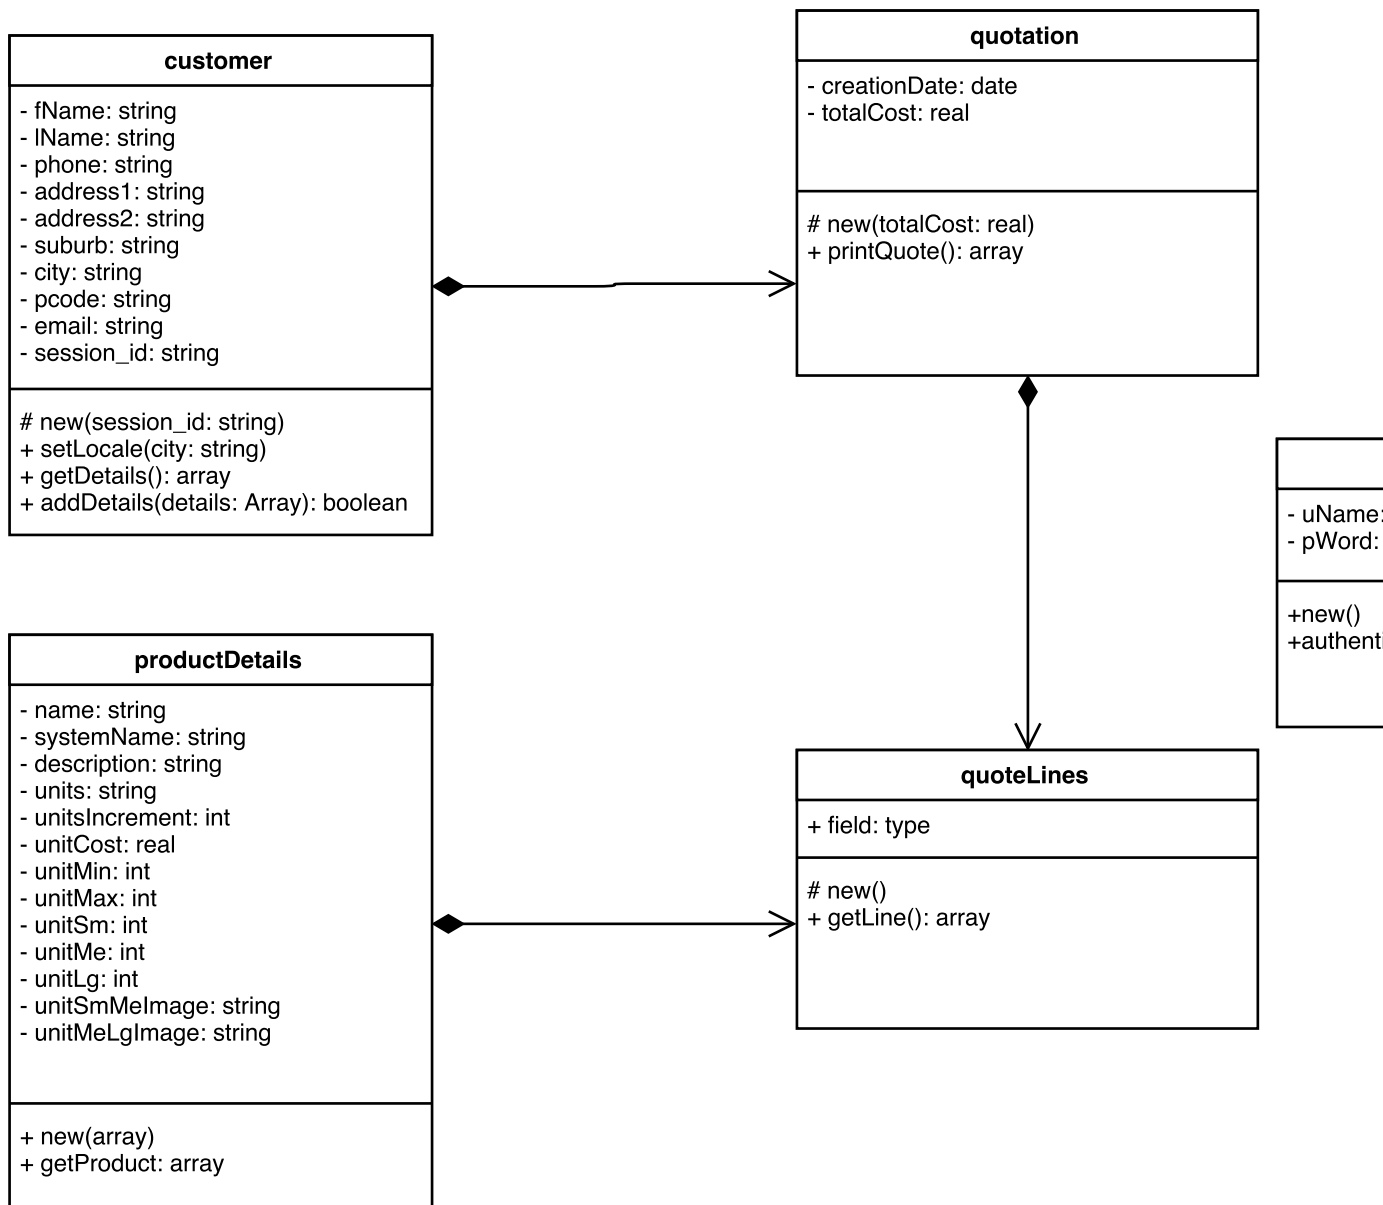 customer
- fName: string
- lName: string
- phone: string
- address1: string
- address2: string
- suburb: string
- city: string
- pcode: string
- email: string
- session_id: string
# new(session_id: string)
+ setLocale(city: string)
+ getDetails(): array
+ addDetails(details: Array): boolean
quotation
- creationDate: date
- totalCost: real
# new(totalCost: real)
+ printQuote(): array
- uName:
- pWord:
+new()
+authenti
productDetails
- name: string
- systemName: string
- description: string
- units: string
- unitsIncrement: int
- unitCost: real
- unitMin: int
- unitMax: int
- unitSm: int
- unitMe: int
- unitLg: int
- unitSmMeImage: string
- unitMeLgImage: string
+ new(array)
+ getProduct: array
quoteLines
+ field: type
# new()
+ getLine(): array